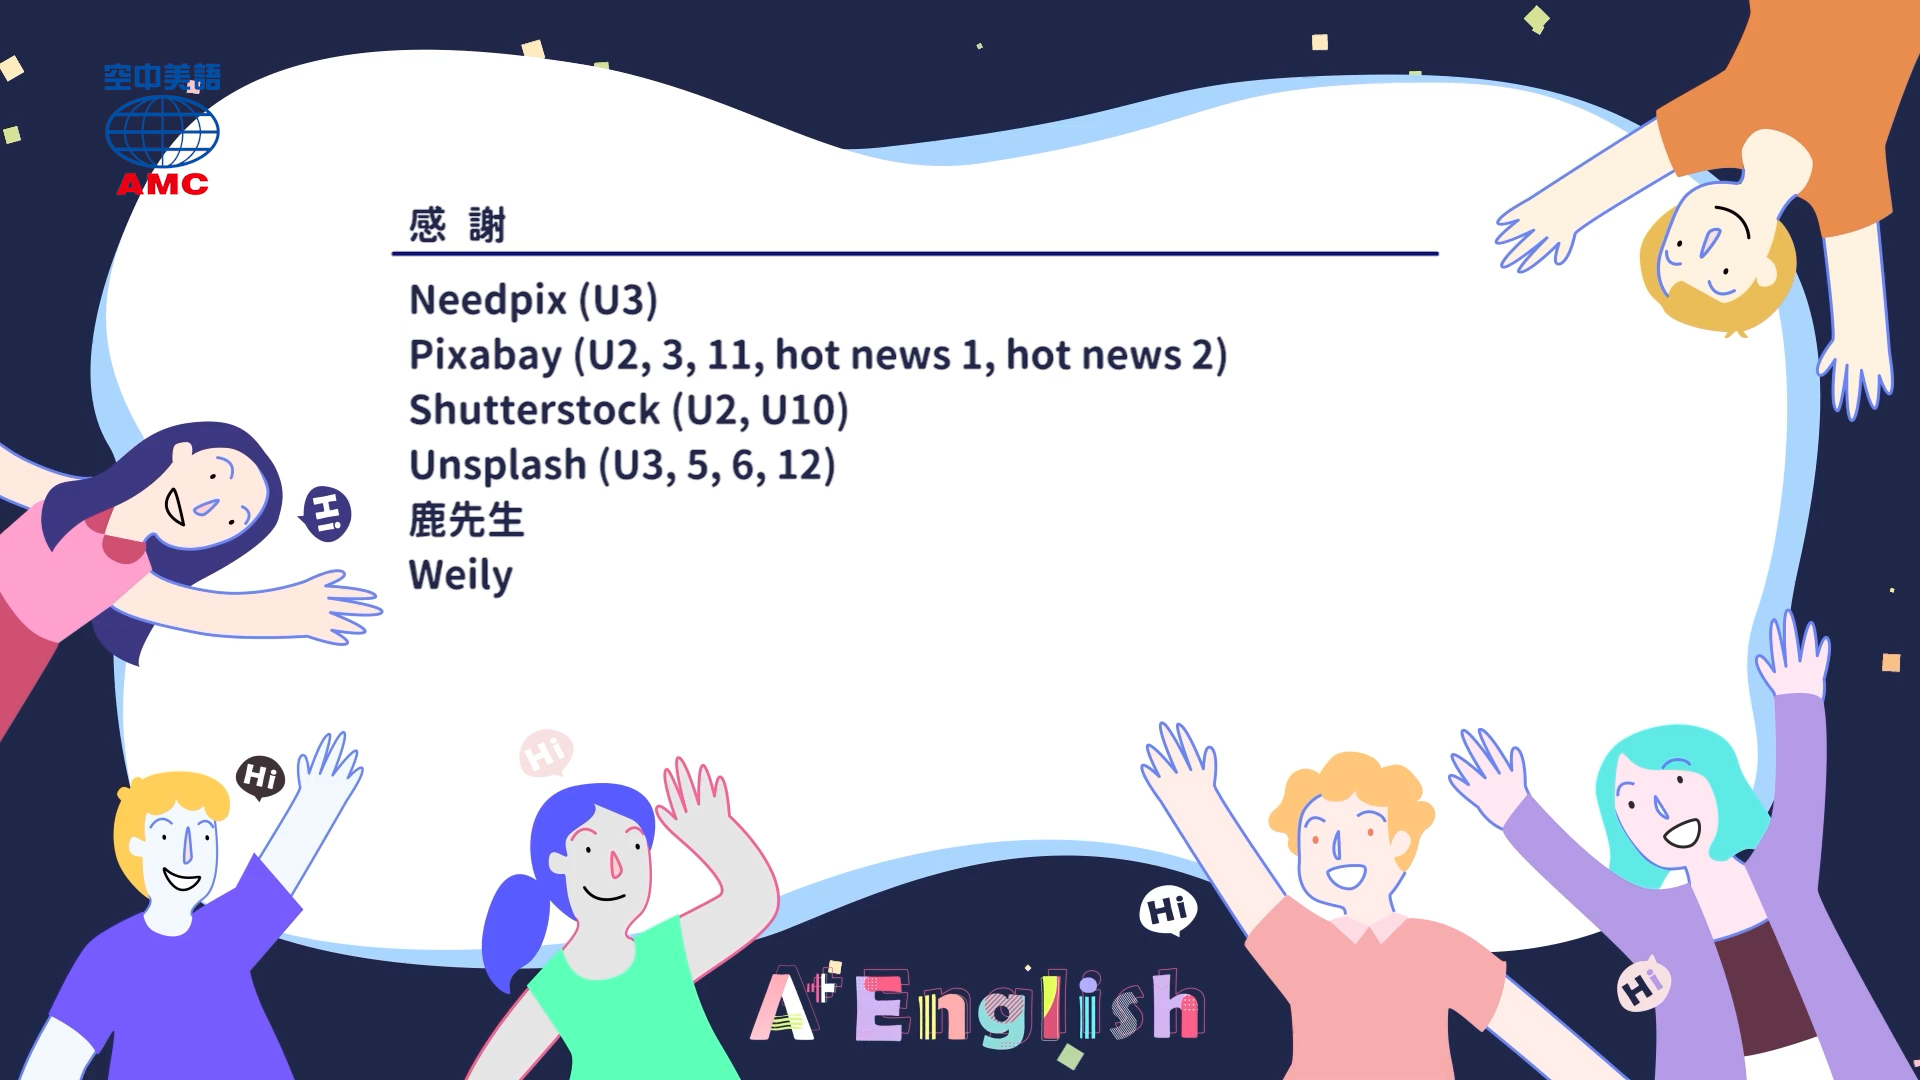 空中美語
AMC
感 謝
Needpix (U3)
Pixabay (U2, 3, 11, hot news 1, hot news 2)
Shutterstock (U2, U10)
Unsplash (U3, 5, 6, 12)
鹿先生
Weily
Hi
Hi
Hi
Hi
Hi
A+ English